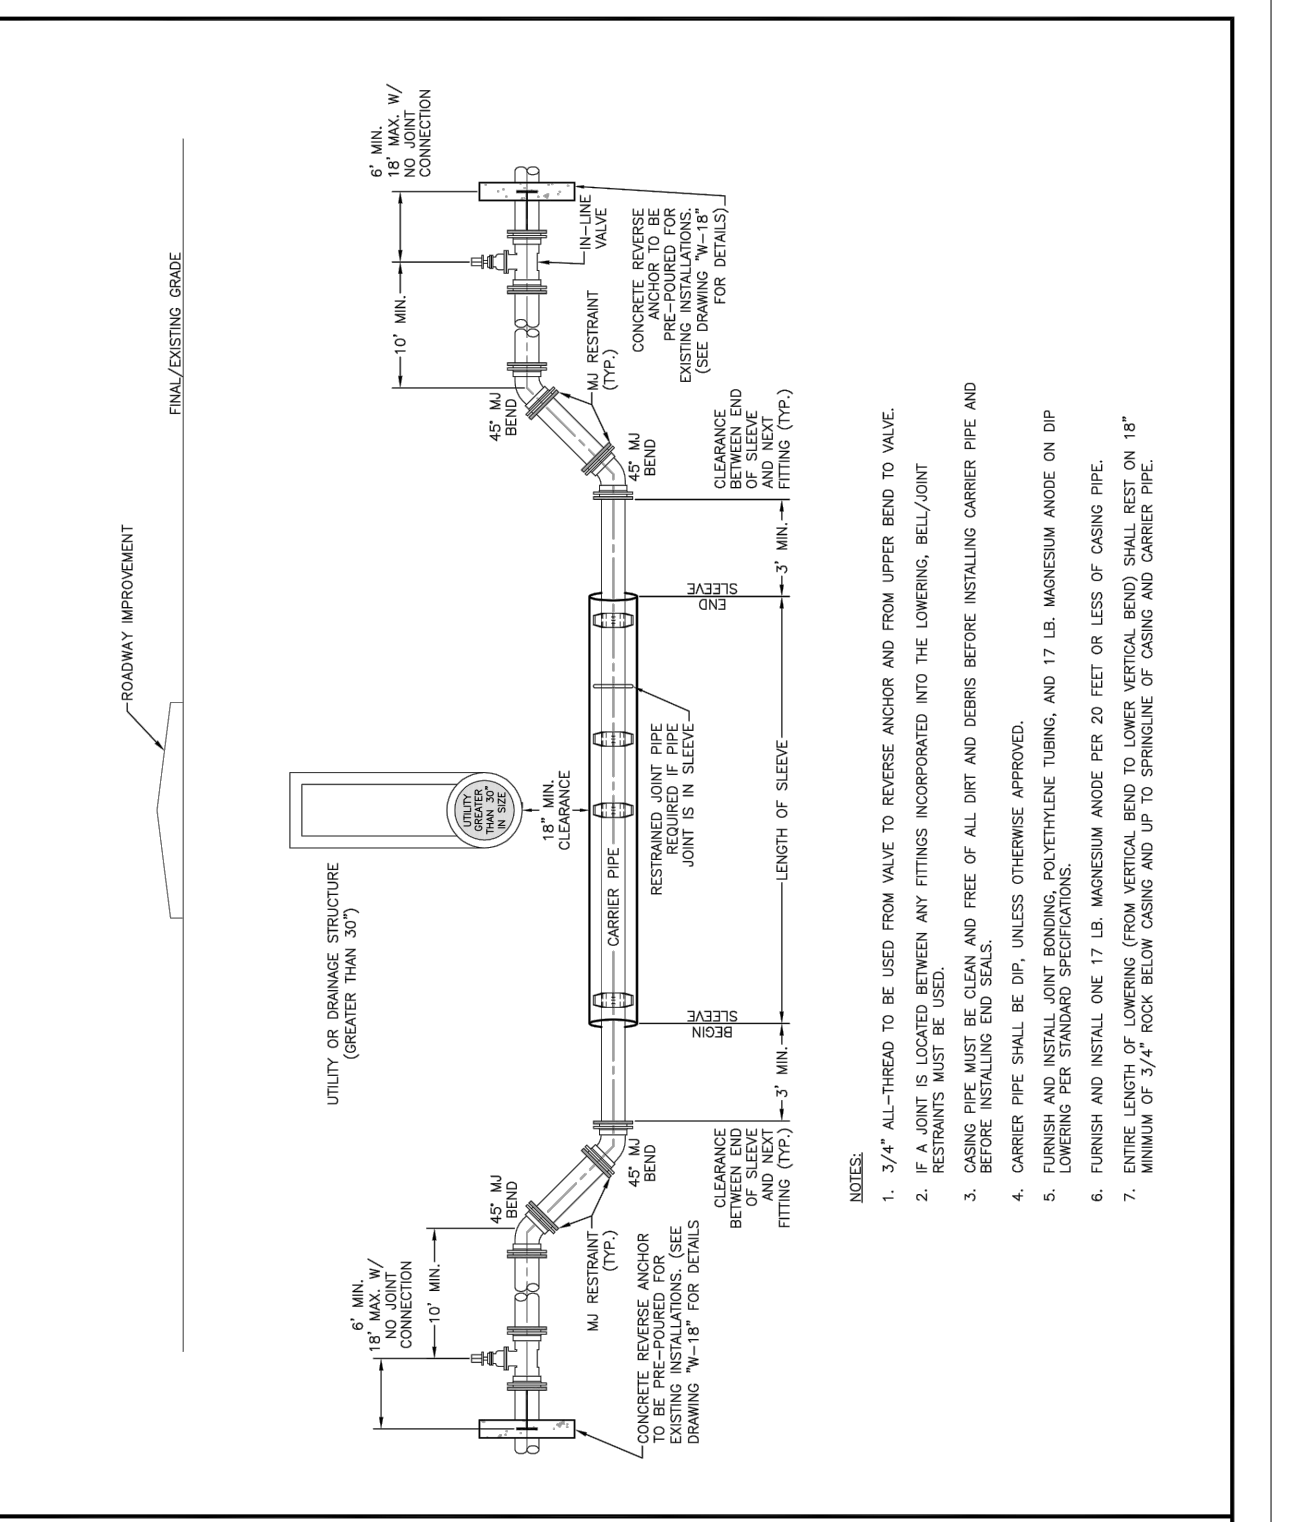 ROADWAY IMPROVEMENT
FINAL/EXISTING GRADE
UTILITY OR DRAINAGE STRUCTURE
(GREATER THAN 30")
6' MIN.
18' MAX. W/
NO JOINT
CONNECTION
10' MIN.
45° MJ
BEND
UTILITY
GREATER
THAN 30"
IN SIZE
18" MIN.
CLEARANCE
45° MJ
BEND
10' MIN.
6' MIN.
18' MAX. W/
NO JOINT
CONNECTION
IN-LINE
VALVE
MJ RESTRAINT
(TYP.)
45° MJ
BEND
CARRIER PIPE
45° MJ
BEND
MJ RESTRAINT
(TYP.)
CONCRETE REVERSE ANCHOR
TO BE PRE-POURED FOR
EXISTING INSTALLATIONS. (SEE
DRAWING "W-18" FOR DETAILS
RESTRAINED JOINT PIPE
REQUIRED IF PIPE
JOINT IS IN SLEEVE
CONCRETE REVERSE
ANCHOR TO BE
PRE-POURED FOR
EXISTING INSTALLATIONS.
(SEE DRAWING "W-18"
FOR DETAILS)
BEGIN
SLEEVE
END
SLEEVE
CLEARANCE
BETWEEN END
OF SLEEVE
AND NEXT
FITTING (TYP.)
3' MIN.
LENGTH OF SLEEVE
3' MIN.
CLEARANCE
BETWEEN END
OF SLEEVE
AND NEXT
FITTING (TYP.)
NOTES:
1. 3/4" ALL-THREAD TO BE USED FROM VALVE TO REVERSE ANCHOR AND FROM UPPER BEND TO VALVE.
2. IF A JOINT IS LOCATED BETWEEN ANY FITTINGS INCORPORATED INTO THE LOWERING, BELL/JOINT
RESTRAINTS MUST BE USED.
3. CASING PIPE MUST BE CLEAN AND FREE OF ALL DIRT AND DEBRIS BEFORE INSTALLING CARRIER PIPE AND
BEFORE INSTALLING END SEALS.
4. CARRIER PIPE SHALL BE DIP, UNLESS OTHERWISE APPROVED.
5. FURNISH AND INSTALL JOINT BONDING, POLYETHYLENE TUBING, AND 17 LB. MAGNESIUM ANODE ON DIP
LOWERING PER STANDARD SPECIFICATIONS.
6. FURNISH AND INSTALL ONE 17 LB. MAGNESIUM ANODE PER 20 FEET OR LESS OF CASING PIPE.
7. ENTIRE LENGTH OF LOWERING (FROM VERTICAL BEND TO LOWER VERTICAL BEND) SHALL REST ON 18"
MINIMUM OF 3/4" ROCK BELOW CASING AND UP TO SPRINGLINE OF CASING AND CARRIER PIPE.